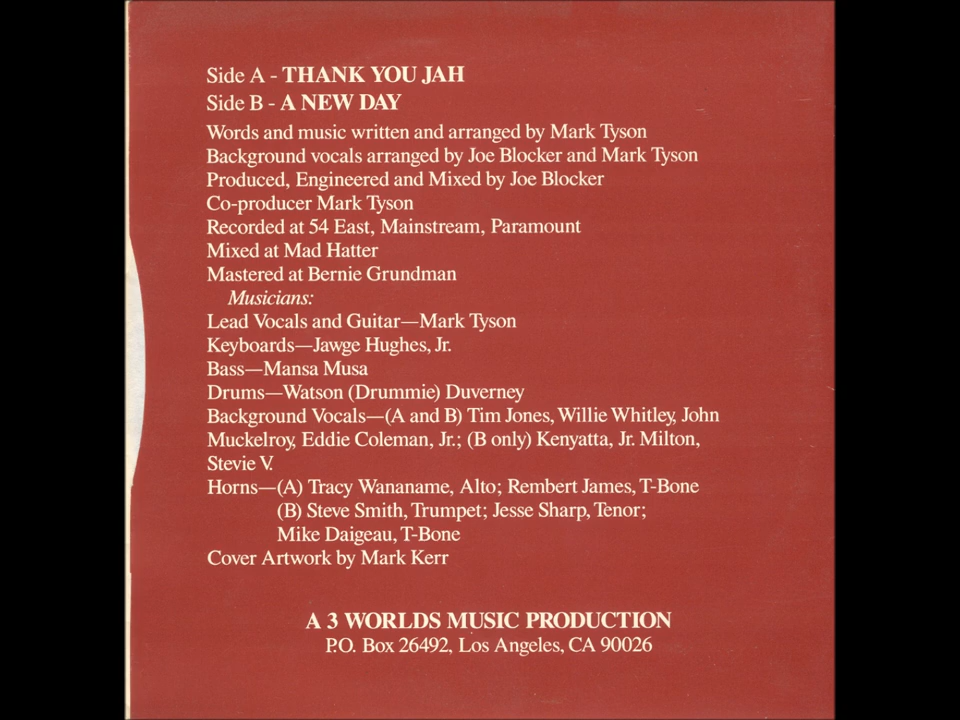 Side A - THANK YOU JAH
Side B - A NEW DAY
Words and music written and arranged by Mark Tyson
Background vocals arranged by Joe Blocker and Mark Tyson
Produced, Engineered and Mixed by Joe Blocker
Co-producer Mark Tyson
Recorded at 54 East, Mainstream, Paramount
Mixed at Mad Hatter
Mastered at Bernie Grundman
Musicians:
Lead Vocals and Guitar—Mark Tyson
Keyboards—Jawge Hughes, Jr.
Bass—Mansa Musa
Drums—Watson (Drummie) Duverney
Background Vocals—(A and B) Tim Jones, Willie Whitley, John
Muckelroy, Eddie Coleman, Jr.; (B only) Kenyatta, Jr. Milton,
Stevie V.
Horns—(A) Tracy Wananame, Alto; Rembert James, T-Bone
(B) Steve Smith, Trumpet; Jesse Sharp, Tenor;
Mike Daigeau, T-Bone
Cover Artwork by Mark Kerr
A 3 WORLDS MUSIC PRODUCTION
P.O. Box 26492, Los Angeles, CA 90026